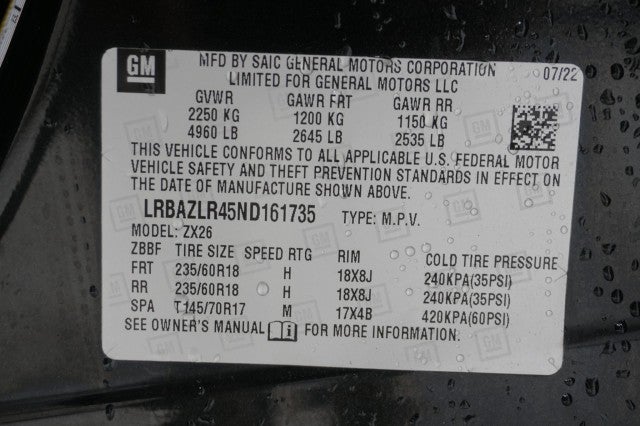 GM MFD BY SAIC GENERAL MOTORS CORPORATION 07/22
LIMITED FOR GENERAL MOTORS LLC
GVWR GAWR FRT GAWR RR
2250 KG 1200 KG 1150 KG
4960 LB 2645 LB 2535 LB
THIS VEHICLE CONFORMS TO ALL APPLICABLE U.S. FEDERAL MOTOR
VEHICLE SAFETY AND THEFT PREVENTION STANDARDS IN EFFECT ON
THE DATE OF MANUFACTURE SHOWN ABOVE.
LRBAZLR45ND161735 TYPE: M.P.V.
MODEL: ZX26
ZBBF TIRE SIZE SPEED RTG RIM COLD TIRE PRESSURE
FRT 235/60R18 H 18X8J 240KPA(35PSI)
RR 235/60R18 H 18X8J 240KPA(35PSI)
SPA T145/70R17 M 17X4B 420KPA(60PSI)
SEE OWNER'S MANUAL i FOR MORE INFORMATION.